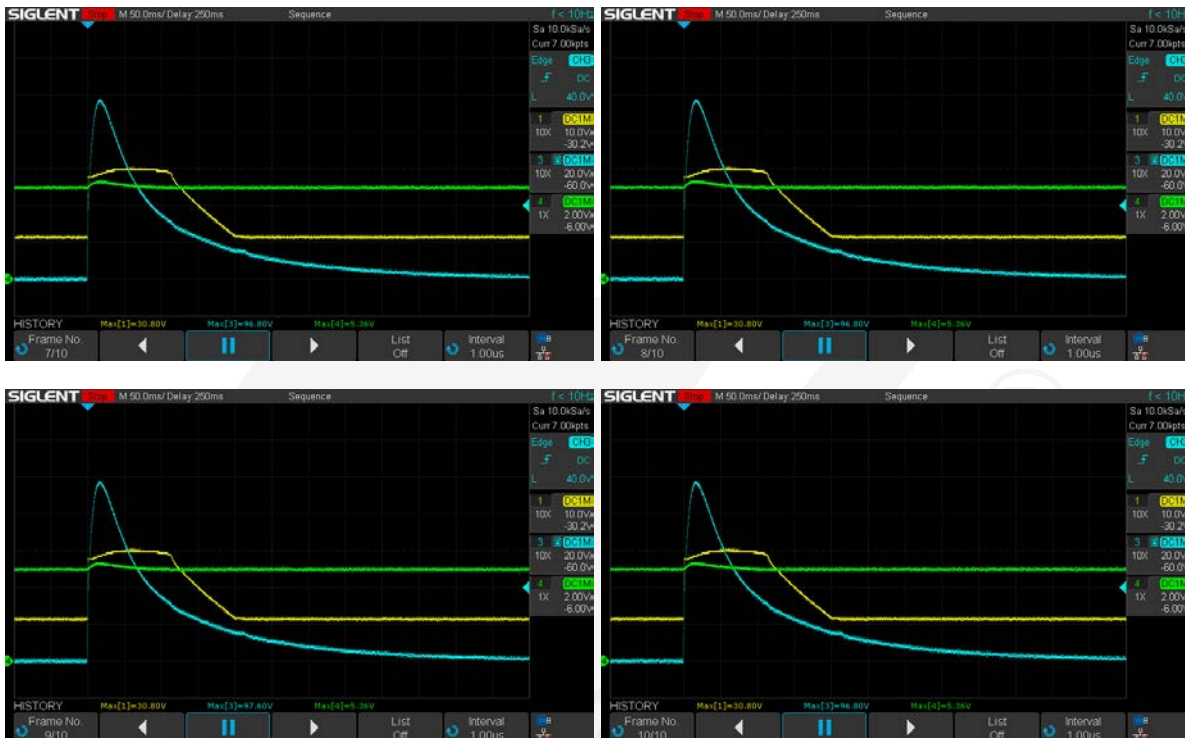 SIGLENT Stop M 50.0ms/ Delay:250ms Sequence f < 10Hz
Sa 10.0kSa/s
Curr 7.00kpts
Edge CH3
DC
L 40.0V
1 DC1M
10X 10.0V/
-30.2V
3 DC1M
10X 20.0V/
-60.0V
4 DC1M
1X 2.00V/
-6.00V
HISTORY Max[1]=30.80V Max[3]=96.80V Max[4]=5.36V
Frame No. List Interval
7/10 Off 1.00us
SIGLENT Stop M 50.0ms/ Delay:250ms Sequence f < 10H
Sa 10.0kSa/s
Curr 7.00kpts
Edge CH3
DC
L 40.0V
1 DC1M
10X 10.0V/
-30.2V
3 DC1M
10X 20.0V/
-60.0V
4 DC1M
1X 2.00V/
-6.00V
HISTORY Max[1]=30.80V Max[3]=96.80V Max[4]=5.36V
Frame No. List Interval
8/10 Off 1.00us
SIGLENT Stop M 50.0ms/ Delay:250ms Sequence f < 10Hz
Sa 10.0kSa/s
Curr 7.00kpts
Edge CH3
DC
L 40.0V
1 DC1M
10X 10.0V/
-30.2V
3 DC1M
10X 20.0V/
-60.0V
4 DC1M
1X 2.00V/
-6.00V
HISTORY Max[1]=30.80V Max[3]=97.60V Max[4]=5.36V
Frame No. List Interval
9/10 Off 1.00us
SIGLENT Stop M 50.0ms/ Delay:250ms Sequence f < 10H
Sa 10.0kSa/s
Curr 7.00kpts
Edge CH3
DC
L 40.0V
1 DC1M
10X 10.0V/
-30.2V
3 DC1M
10X 20.0V/
-60.0V
4 DC1M
1X 2.00V/
-6.00V
HISTORY Max[1]=30.80V Max[3]=96.80V Max[4]=5.36V
Frame No. List Interval
10/10 Off 1.00us